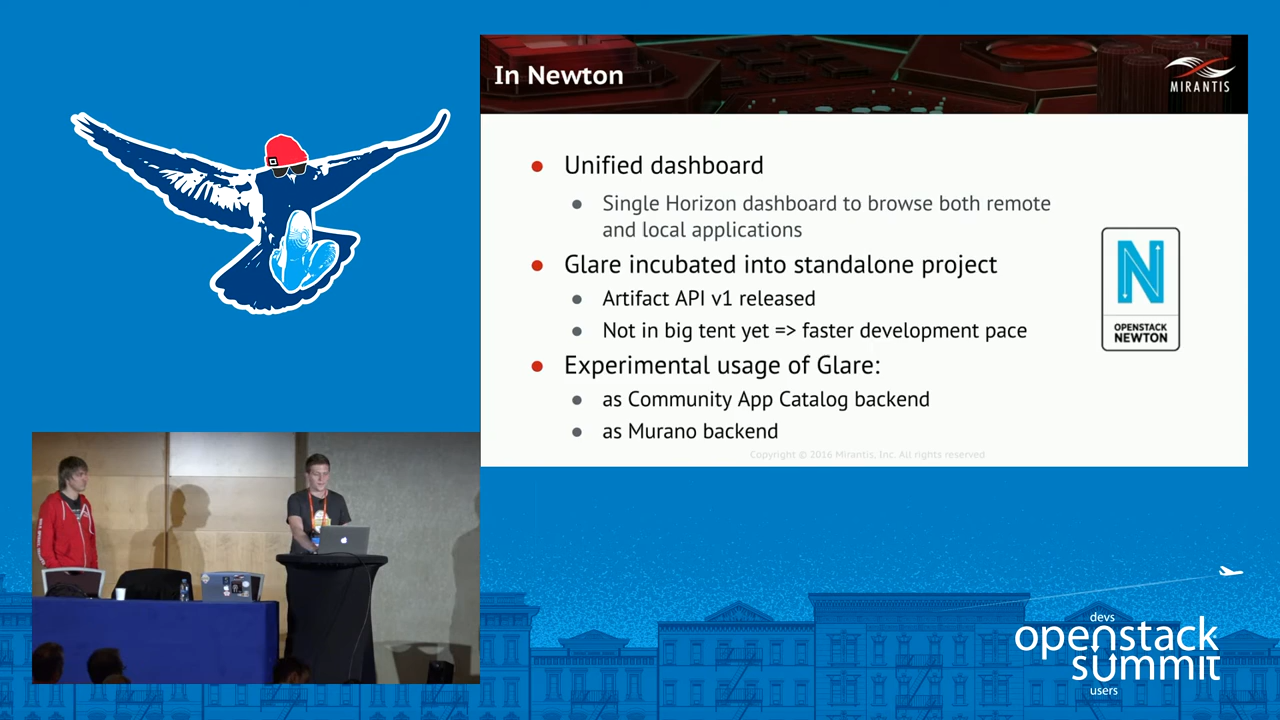 In Newton
MIRANTIS
Unified dashboard
Single Horizon dashboard to browse both remote
and local applications
Glare incubated into standalone project
Artifact API v1 released
Not in big tent yet => faster development pace
Experimental usage of Glare:
as Community App Catalog backend
as Murano backend
N
OPENSTACK
NEWTON
Copyright © 2016 Mirantis, Inc. All rights reserved
devs
openstack
summit
users